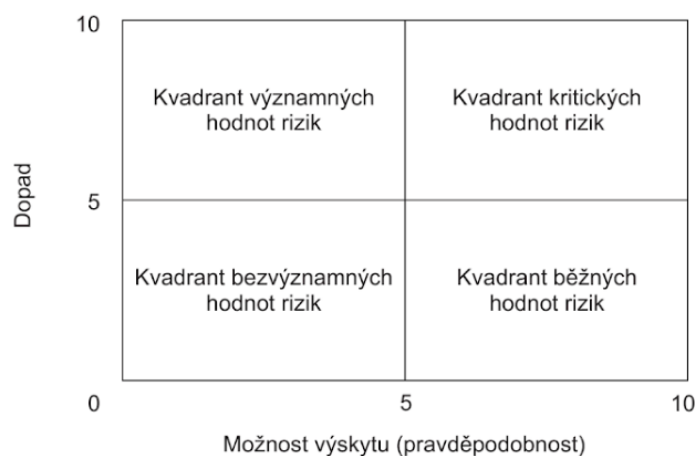 10
Kvadrant významných
hodnot rizik
Kvadrant kritických
hodnot rizik
Dopad
5
Kvadrant bezvýznamných
hodnot rizik
Kvadrant běžných
hodnot rizik
0
5
10
Možnost výskytu (pravděpodobnost)